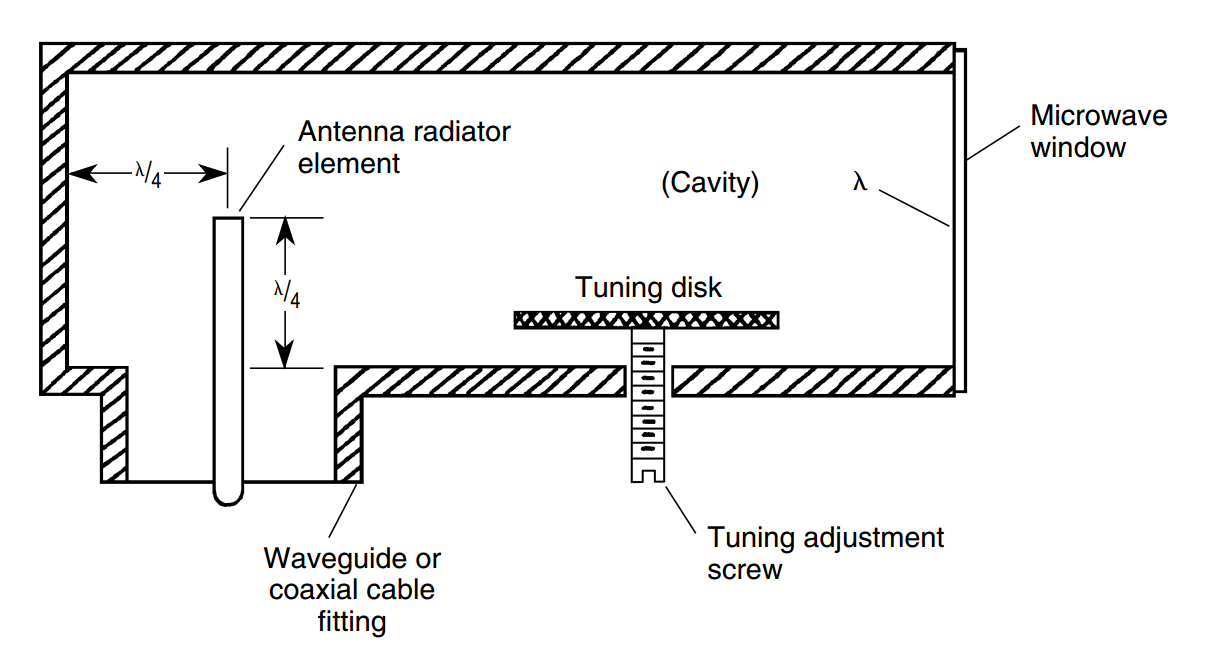 Antenna radiator
element
λ/4
λ/4
(Cavity)
λ
Microwave
window
Tuning disk
Tuning adjustment
screw
Waveguide or
coaxial cable
fitting